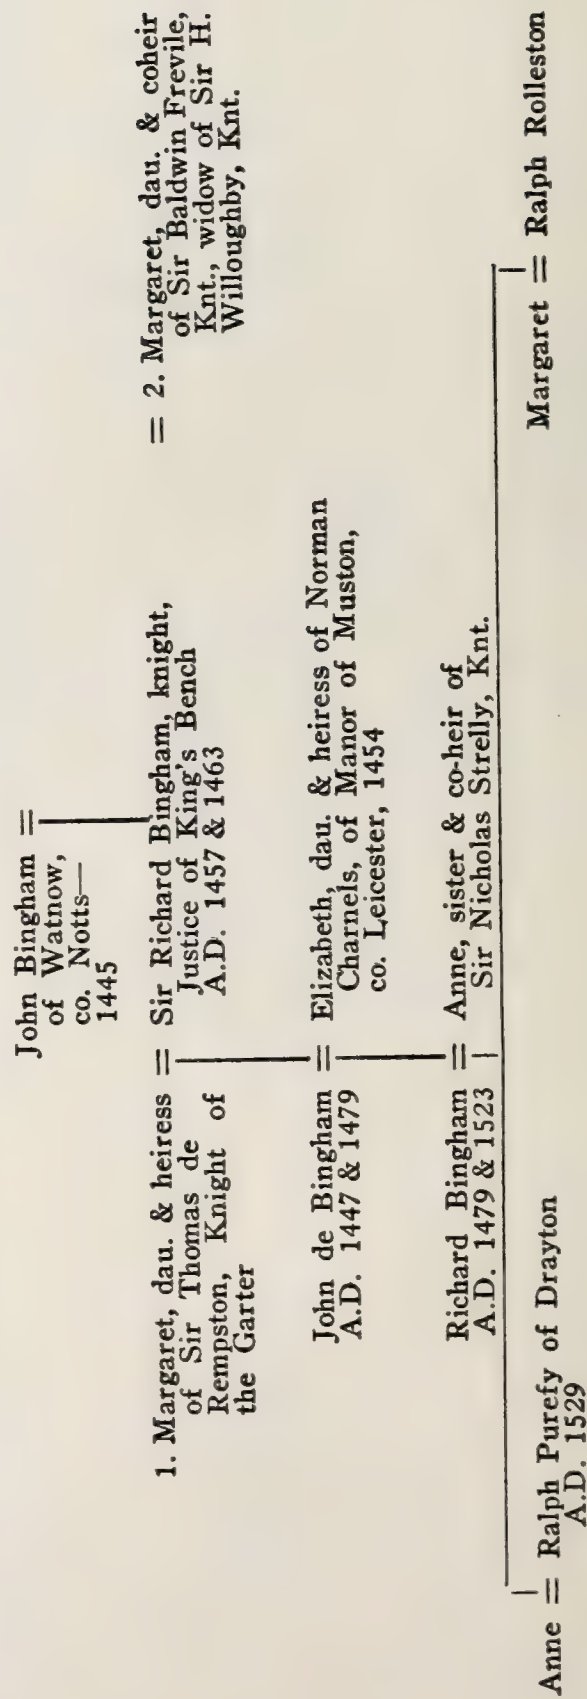 John Bingham =
of Watnow,
co. Notts—
1445
1. Margaret, dau. & heiress
of Sir Thomas de
Rempston, Knight of
the Garter
= Sir Richard Bingham, knight,
Justice of King's Bench
A.D. 1457 & 1463
= 2. Margaret, dau. & coheir
of Sir Baldwin Frevile,
Knt., widow of Sir H.
Willoughby, Knt.
John de Bingham
A.D. 1447 & 1479
= Elizabeth, dau. & heiress of Norman
Charnels, of Manor of Muston,
co. Leicester, 1454
Richard Bingham
A.D. 1479 & 1523
= Anne, sister & co-heir of
Sir Nicholas Strelly, Knt.
Anne = Ralph Purefy of Drayton
A.D. 1529
Margaret = Ralph Rolleston